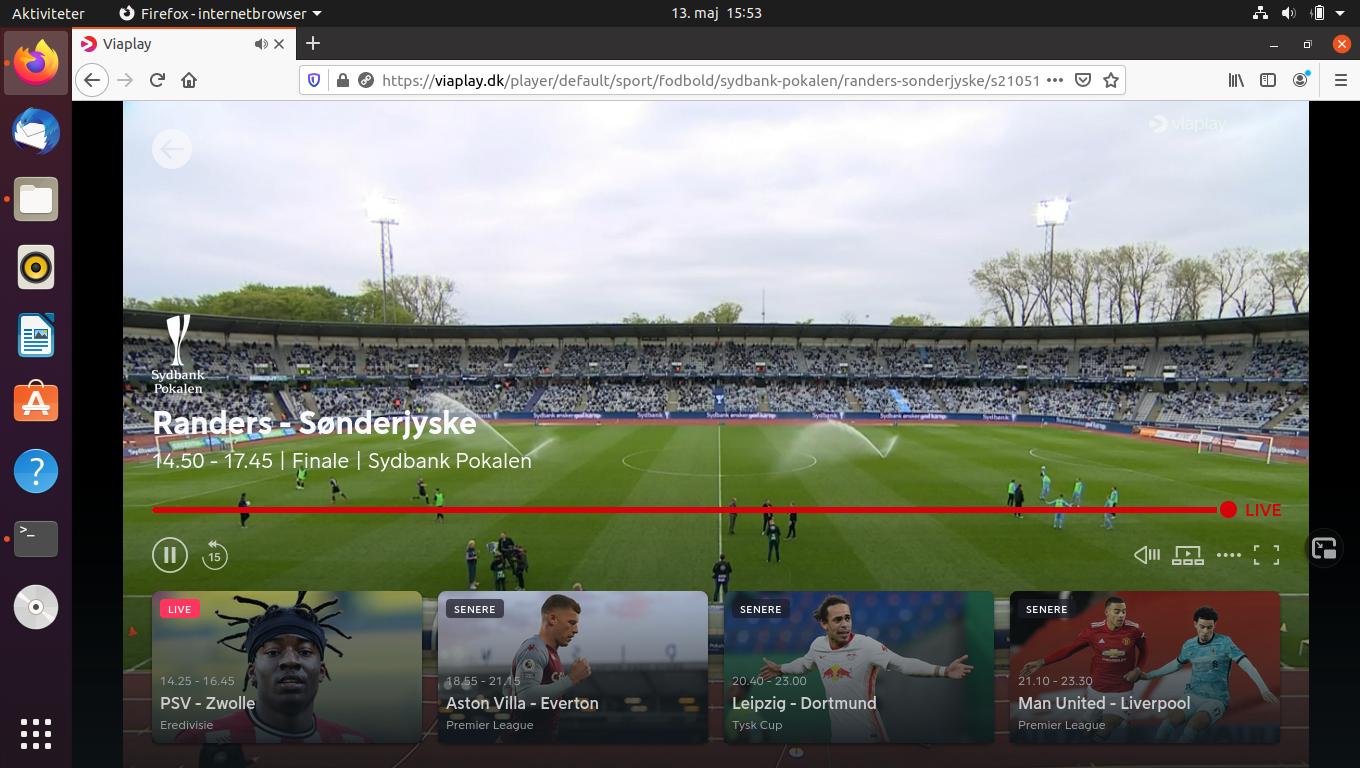 Aktiviteter
Firefox - internetbrowser
13. maj 15:53
Viaplay
https://viaplay.dk/player/default/sport/fodbold/sydbank-pokalen/randers-sonderjyske/s21051
viaplay
Sydbank
Pokalen
Randers - Sønderjyske
14.50 - 17.45 | Finale | Sydbank Pokalen
LIVE
15
LIVE
14.25 - 16.45
PSV - Zwolle
Eredivisie
SENERE
18.55 - 21.15
Aston Villa - Everton
Premier League
SENERE
20.40 - 23.00
Leipzig - Dortmund
Tysk Cup
SENERE
21.10 - 23.30
Man United - Liverpool
Premier League